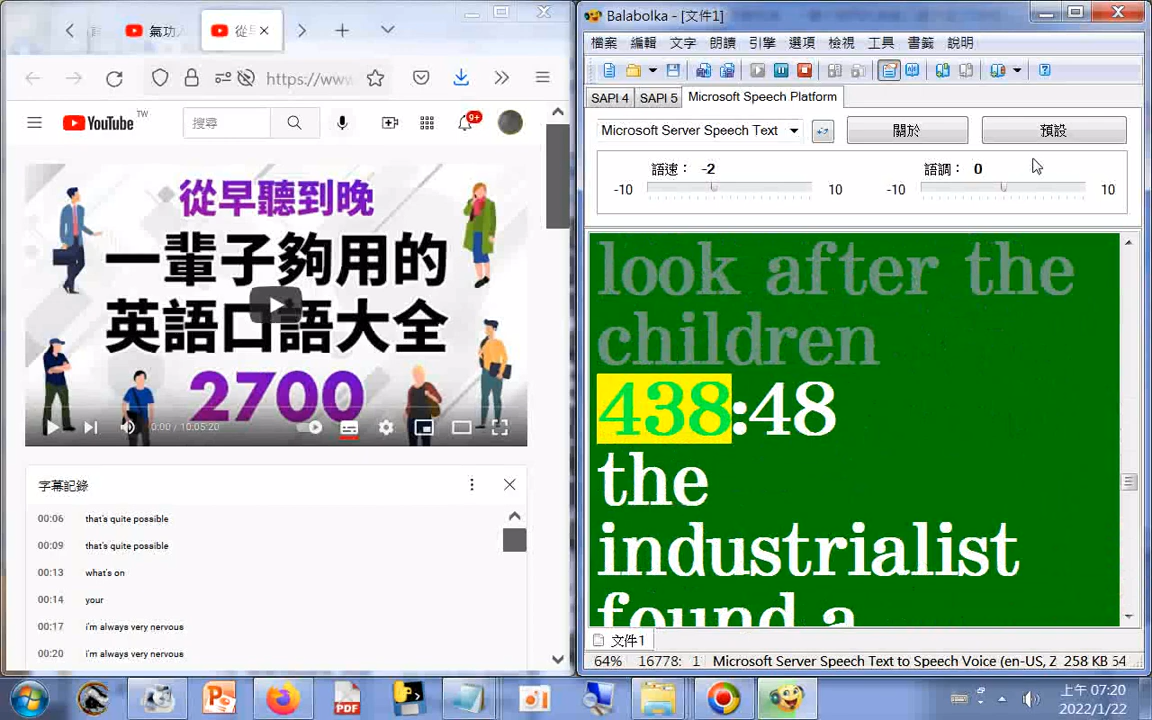 氣功
從早
https://www
YouTube TW
搜尋
9+
從早聽到晚
一輩子夠用的
英語口語大全
2700
0:00 / 10:05:20
字幕記錄
00:06 that's quite possible
00:09 that's quite possible
00:13 what's on
00:14 your
00:17 i'm always very nervous
00:20 i'm always very nervous
Balabolka - [文件1]
檔案 編輯 文字 朗讀 引擎 選項 檢視 工具 書籤 說明
SAPI 4 SAPI 5 Microsoft Speech Platform
Microsoft Server Speech Text 關於 預設
語速： -2 語調： 0
-10 10 -10 10
look after the
children
438:48
the
industrialist
found a
文件1
64% 16778: 1 Microsoft Server Speech Text to Speech Voice (en-US, Z 258 KB 54
PDF
上午 07:20
2022/1/22